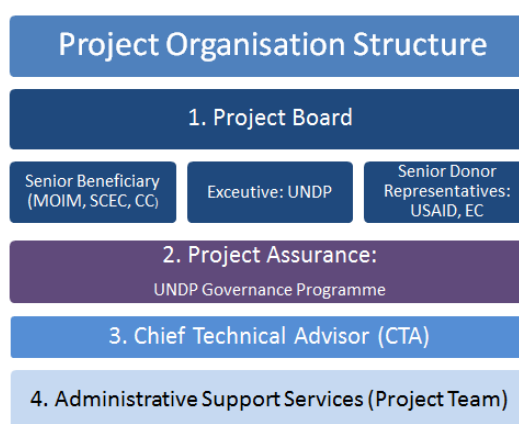 Project Organisation Structure
1. Project Board
Senior Beneficiary
(MOIM, SCEC, CC)
Exceutive: UNDP
Senior Donor
Representatives:
USAID, EC
2. Project Assurance:
UNDP Governance Programme
3. Chief Technical Advisor (CTA)
4. Administrative Support Services (Project Team)